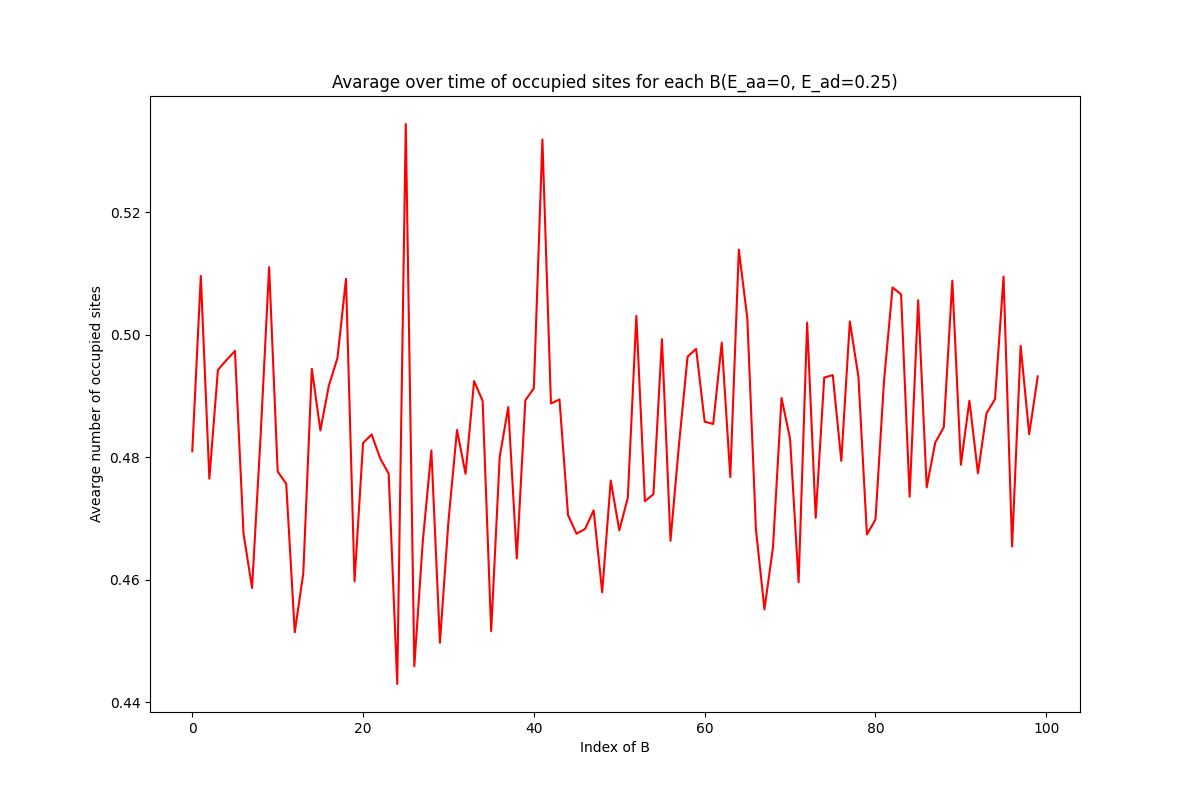 Avarage over time of occupied sites for each B(E_aa=0, E_ad=0.25)
0.52
0.50
0.48
0.46
0.44
Avearge number of occupied sites
0 20 40 60 80 100
Index of B